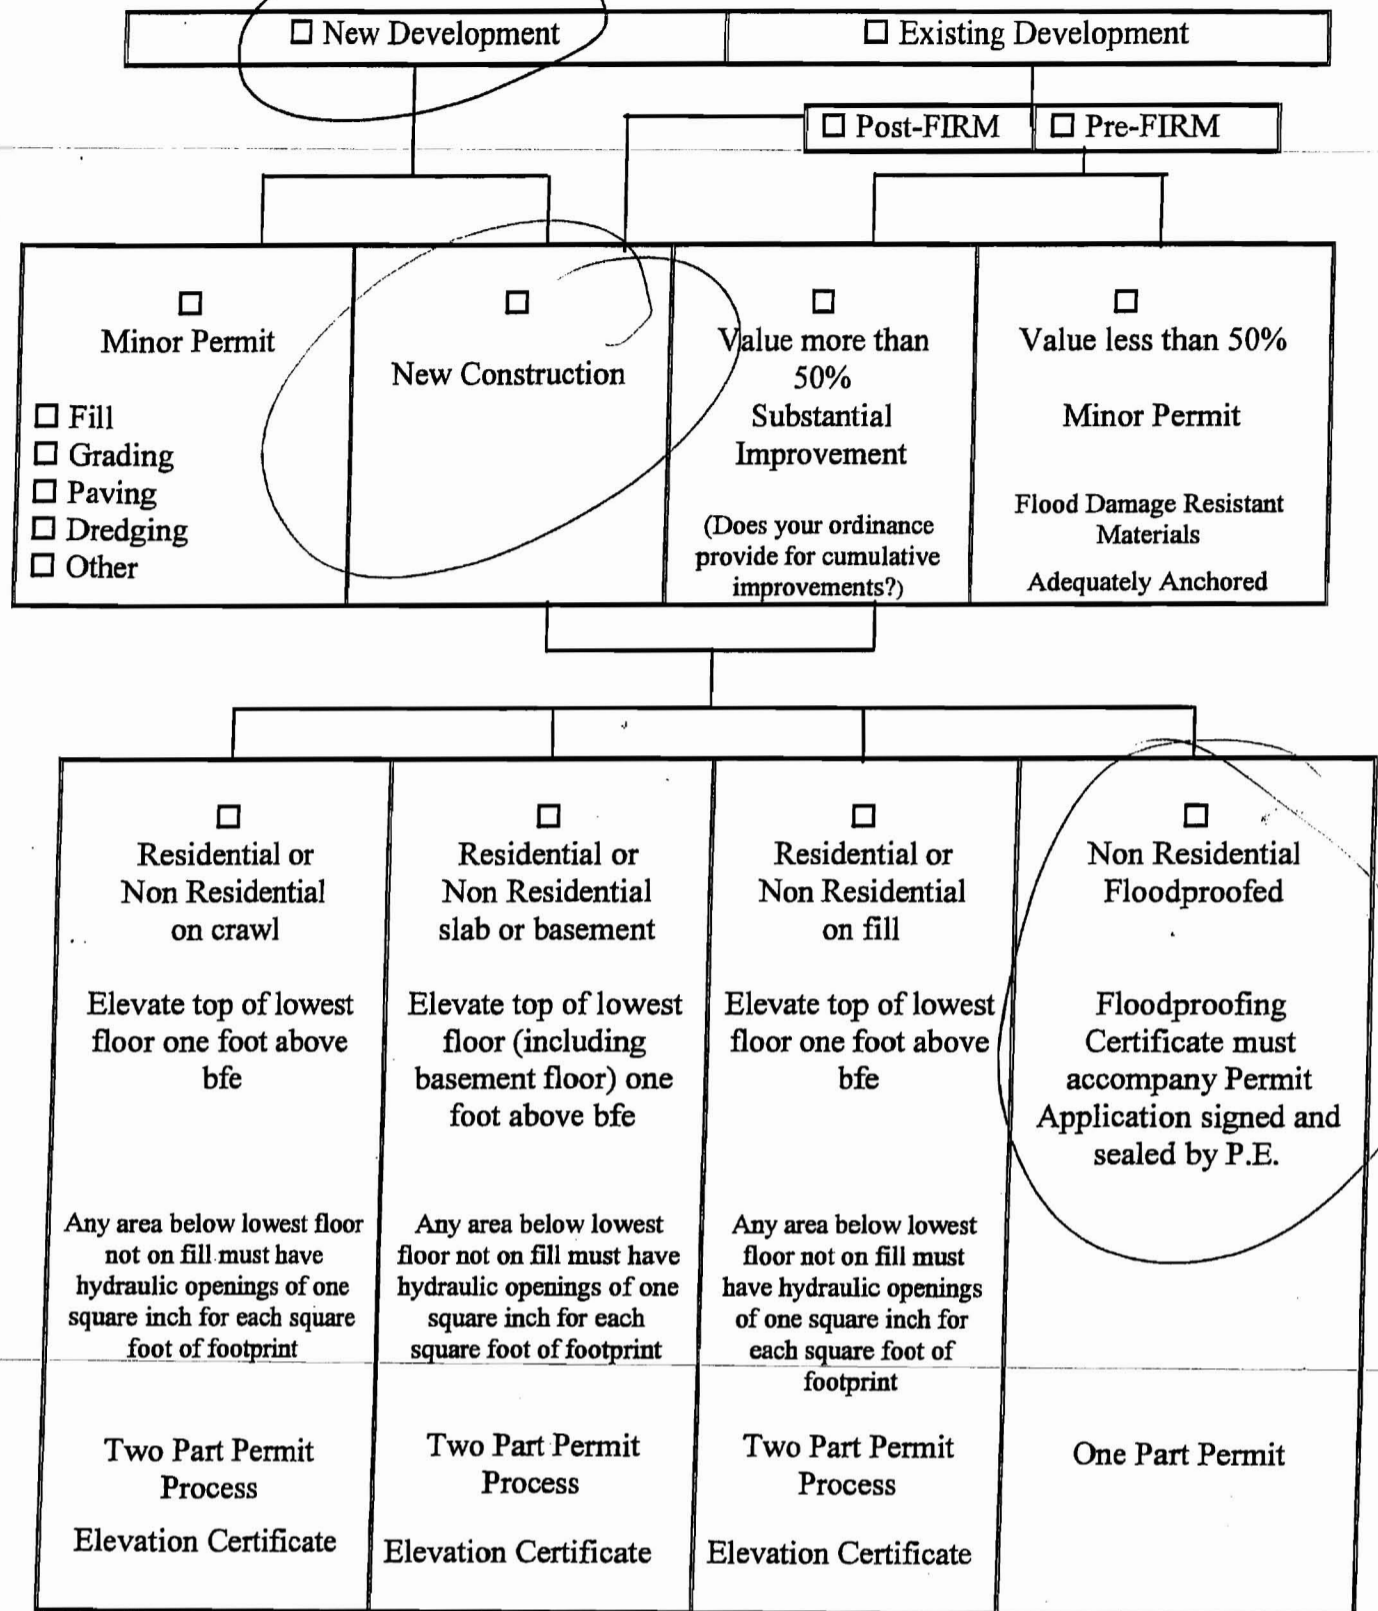 ☐ New Development
☐ Existing Development
☐ Post-FIRM
☐ Pre-FIRM
☐
Minor Permit
☐ Fill
☐ Grading
☐ Paving
☐ Dredging
☐ Other
☐
New Construction
☐
Value more than
50%
Substantial
Improvement
(Does your ordinance
provide for cumulative
improvements?)
☐
Value less than 50%
Minor Permit
Flood Damage Resistant
Materials
Adequately Anchored
☐
Residential or
Non Residential
on crawl
Elevate top of lowest
floor one foot above
bfe
Any area below lowest floor
not on fill must have
hydraulic openings of one
square inch for each square
foot of footprint
Two Part Permit
Process
Elevation Certificate
☐
Residential or
Non Residential
slab or basement
Elevate top of lowest
floor (including
basement floor) one
foot above bfe
Any area below lowest
floor not on fill must have
hydraulic openings of one
square inch for each
square foot of footprint
Two Part Permit
Process
Elevation Certificate
☐
Residential or
Non Residential
on fill
Elevate top of lowest
floor one foot above
bfe
Any area below lowest
floor not on fill must
have hydraulic openings
of one square inch for
each square foot of
footprint
Two Part Permit
Process
Elevation Certificate
☐
Non Residential
Floodproofed
Floodproofing
Certificate must
accompany Permit
Application signed and
sealed by P.E.
One Part Permit